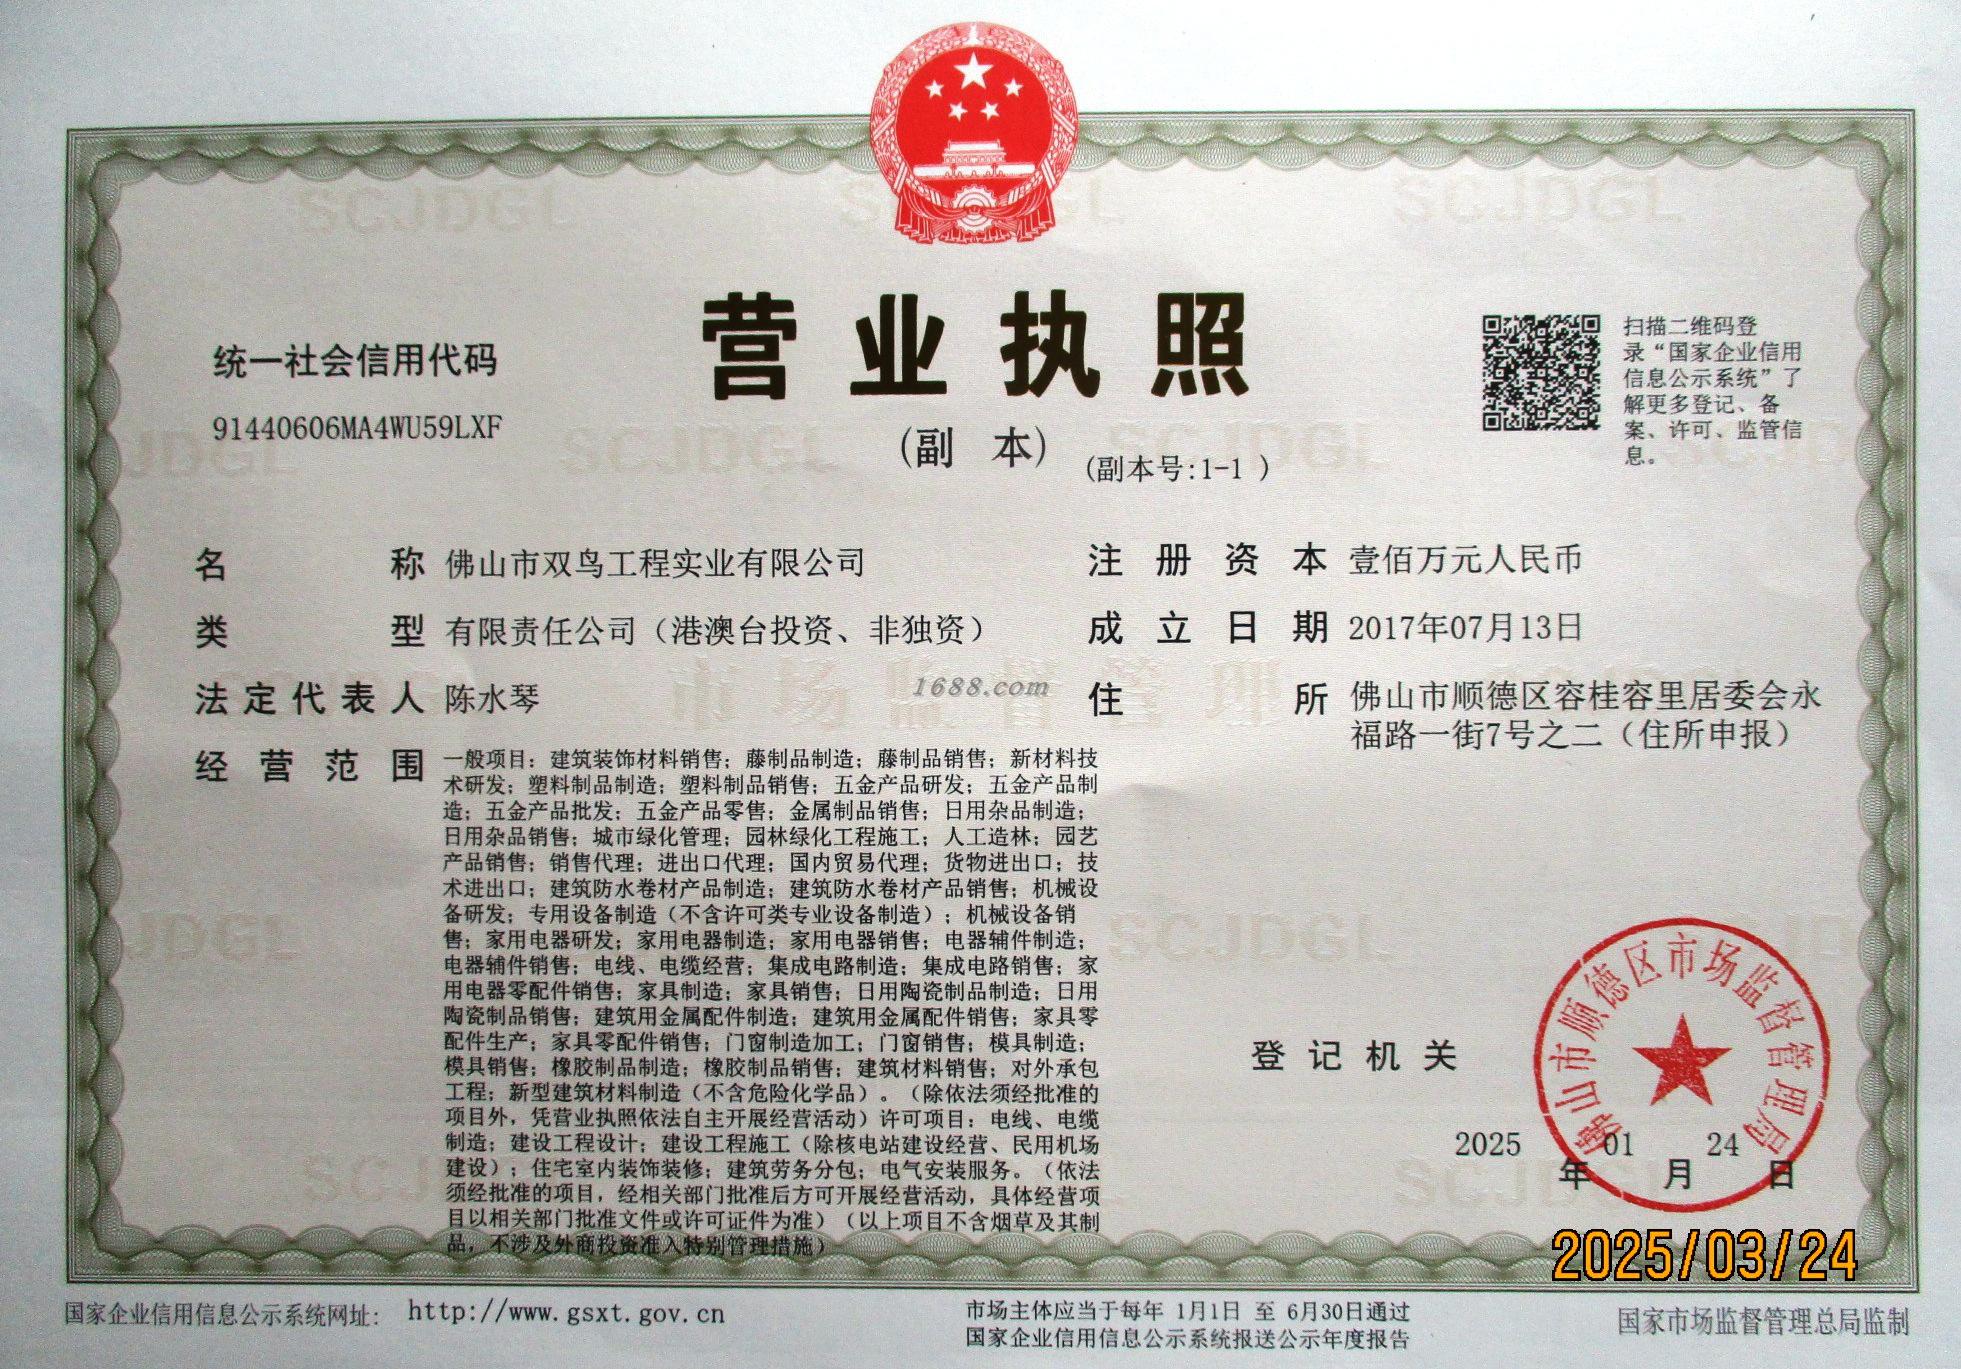 营业执照
(副 本) (副本号:1-1 )
统一社会信用代码
91440606MA4WU59LXF
扫描二维码登
录“国家企业信用
信息公示系统”了
解更多登记、备
案、许可、监管信
息。
名 称 佛山市双鸟工程实业有限公司
类 型 有限责任公司（港澳台投资、非独资）
法定代表人 陈水琴
经营范围 一般项目：建筑装饰材料销售；藤制品制造；藤制品销售；新材料技
术研发；塑料制品制造；塑料制品销售；五金产品研发；五金产品制
造；五金产品批发；五金产品零售；金属制品销售；日用杂品制造；
日用杂品销售；城市绿化管理；园林绿化工程施工；人工造林；园艺
产品销售；销售代理；进出口代理；国内贸易代理；货物进出口；技
术进出口；建筑防水卷材产品制造；建筑防水卷材产品销售；机械设
备研发；专用设备制造（不含许可类专业设备制造）；机械设备销
售；家用电器研发；家用电器制造；家用电器销售；电器辅件制造；
电器辅件销售；电线、电缆经营；集成电路制造；集成电路销售；家
用电器零配件销售；家具制造；家具销售；日用陶瓷制品制造；日用
陶瓷制品销售；建筑用金属配件制造；建筑用金属配件销售；家具零
配件生产；家具零配件销售；门窗制造加工；门窗销售；模具制造；
模具销售；橡胶制品制造；橡胶制品销售；建筑材料销售；对外承包
工程；新型建筑材料制造（不含危险化学品）。（除依法须经批准的
项目外，凭营业执照依法自主开展经营活动）许可项目：电线、电缆
制造；建设工程设计；建设工程施工（除核电站建设经营、民用机场
建设）；住宅室内装饰装修；建筑劳务分包；电气安装服务。（依法
须经批准的项目，经相关部门批准后方可开展经营活动，具体经营项
目以相关部门批准文件或许可证件为准）（以上项目不含烟草及其制
品，不涉及外商投资准入特别管理措施）
注册资本 壹佰万元人民币
成立日期 2017年07月13日
住 所 佛山市顺德区容桂容里居委会永
福路一街7号之二（住所申报）
1688.com
市场监督管理
SCJDGL
登记机关
佛山市顺德区市场监督管理局
2025年01月24日
2025/03/24
国家企业信用信息公示系统网址：http://www.gsxt.gov.cn
市场主体应当于每年 1月1日 至 6月30日通过
国家企业信用信息公示系统报送公示年度报告
国家市场监督管理总局监制